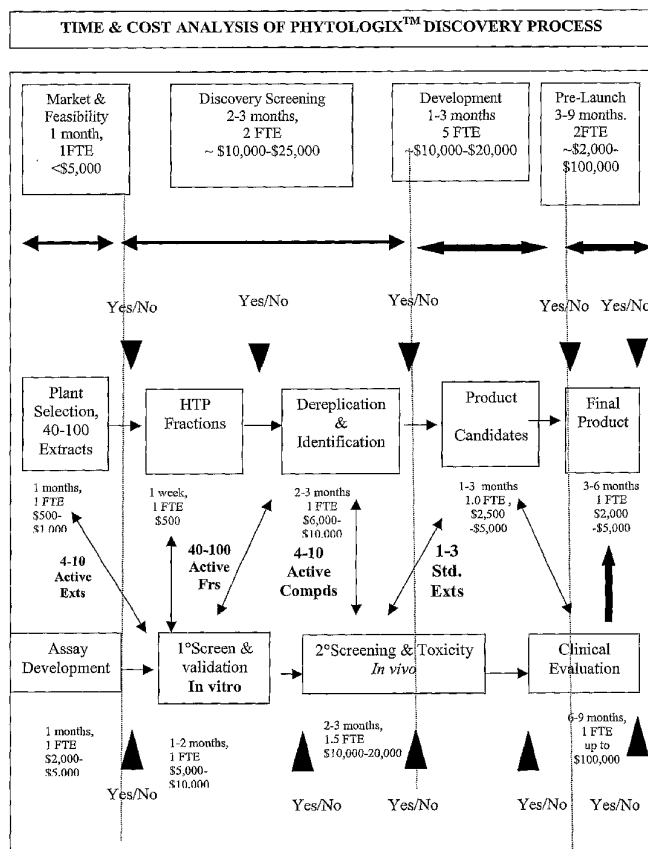 TIME & COST ANALYSIS OF PHYTOLOGIX™ DISCOVERY PROCESS
Market &
Feasibility
1 month,
1FTE
<$5,000
Discovery Screening
2-3 months,
2 FTE
~ $10,000-$25,000
Development
1-3 months
5 FTE
~$10,000-$20,000
Pre-Launch
3-9 months.
2FTE
~$2,000-
$100,000
Yes/No
Yes/No
Yes/No
Yes/No
Yes/No
Plant
Selection,
40-100
Extracts
HTP
Fractions
Dereplication
&
Identification
Product
Candidates
Final
Product
1 months,
1 FTE
$500-
$1.000
1 week,
1 FTE
$500
2-3 months
1 FTE
$6,000-
$10.000
1-3 months
1.0 FTE ,
$2,500
-$5,000
3-6 months
1 FTE
$2,000
-$5,000
4-10
Active
Exts
40-100
Active
Frs
4-10
Active
Compds
1-3
Std.
Exts
Assay
Development
1°Screen &
validation
In vitro
2°Screening & Toxicity
In vivo
Clinical
Evaluation
1 months,
1 FTE
$2,000-
$5.000
1-2 months,
1 FTE
$5,000-
$10.000
2-3 months,
1.5 FTE
$10,000-20,000
6-9 months,
1 FTE
up to
$100,000
Yes/No
Yes/No
Yes/No
Yes/No
Yes/No